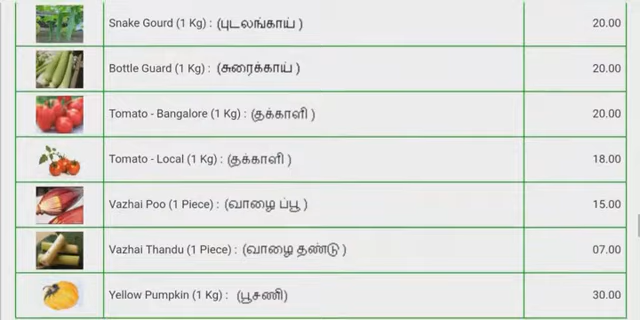 Snake Gourd (1 Kg) : (புடலங்காய் ) 20.00
Bottle Guard (1 Kg) : (சுரைக்காய் ) 20.00
Tomato - Bangalore (1 Kg) : (தக்காளி ) 20.00
Tomato - Local (1 Kg) : (தக்காளி ) 18.00
Vazhai Poo (1 Piece) : (வாழை ப்பூ ) 15.00
Vazhai Thandu (1 Piece) : (வாழை தண்டு ) 07.00
Yellow Pumpkin (1 Kg) : (பூசணி) 30.00